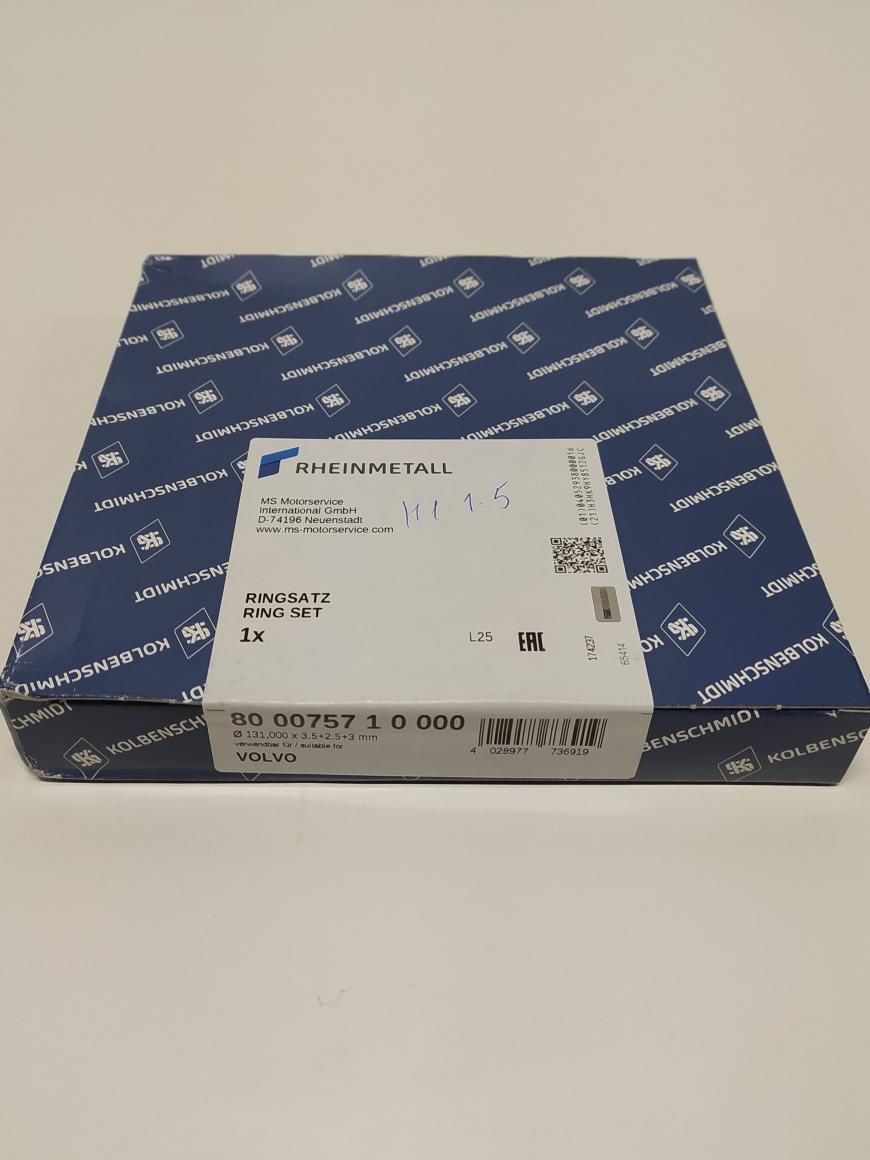 KOLBENSCHMIDT
RHEINMETALL
MS Motorservice
International GmbH
D-74196 Neuenstadt
www.ms-motorservice.com
H1.1.5
RINGSATZ
RING SET
1x
L25
EAC
174237
65414
80 00757 1 0 000
Ø 131,000 x 3.5+2.5+3 mm
verwendbar für / suitable for
VOLVO
4 028977 736919
KOLBENSCHMIDT